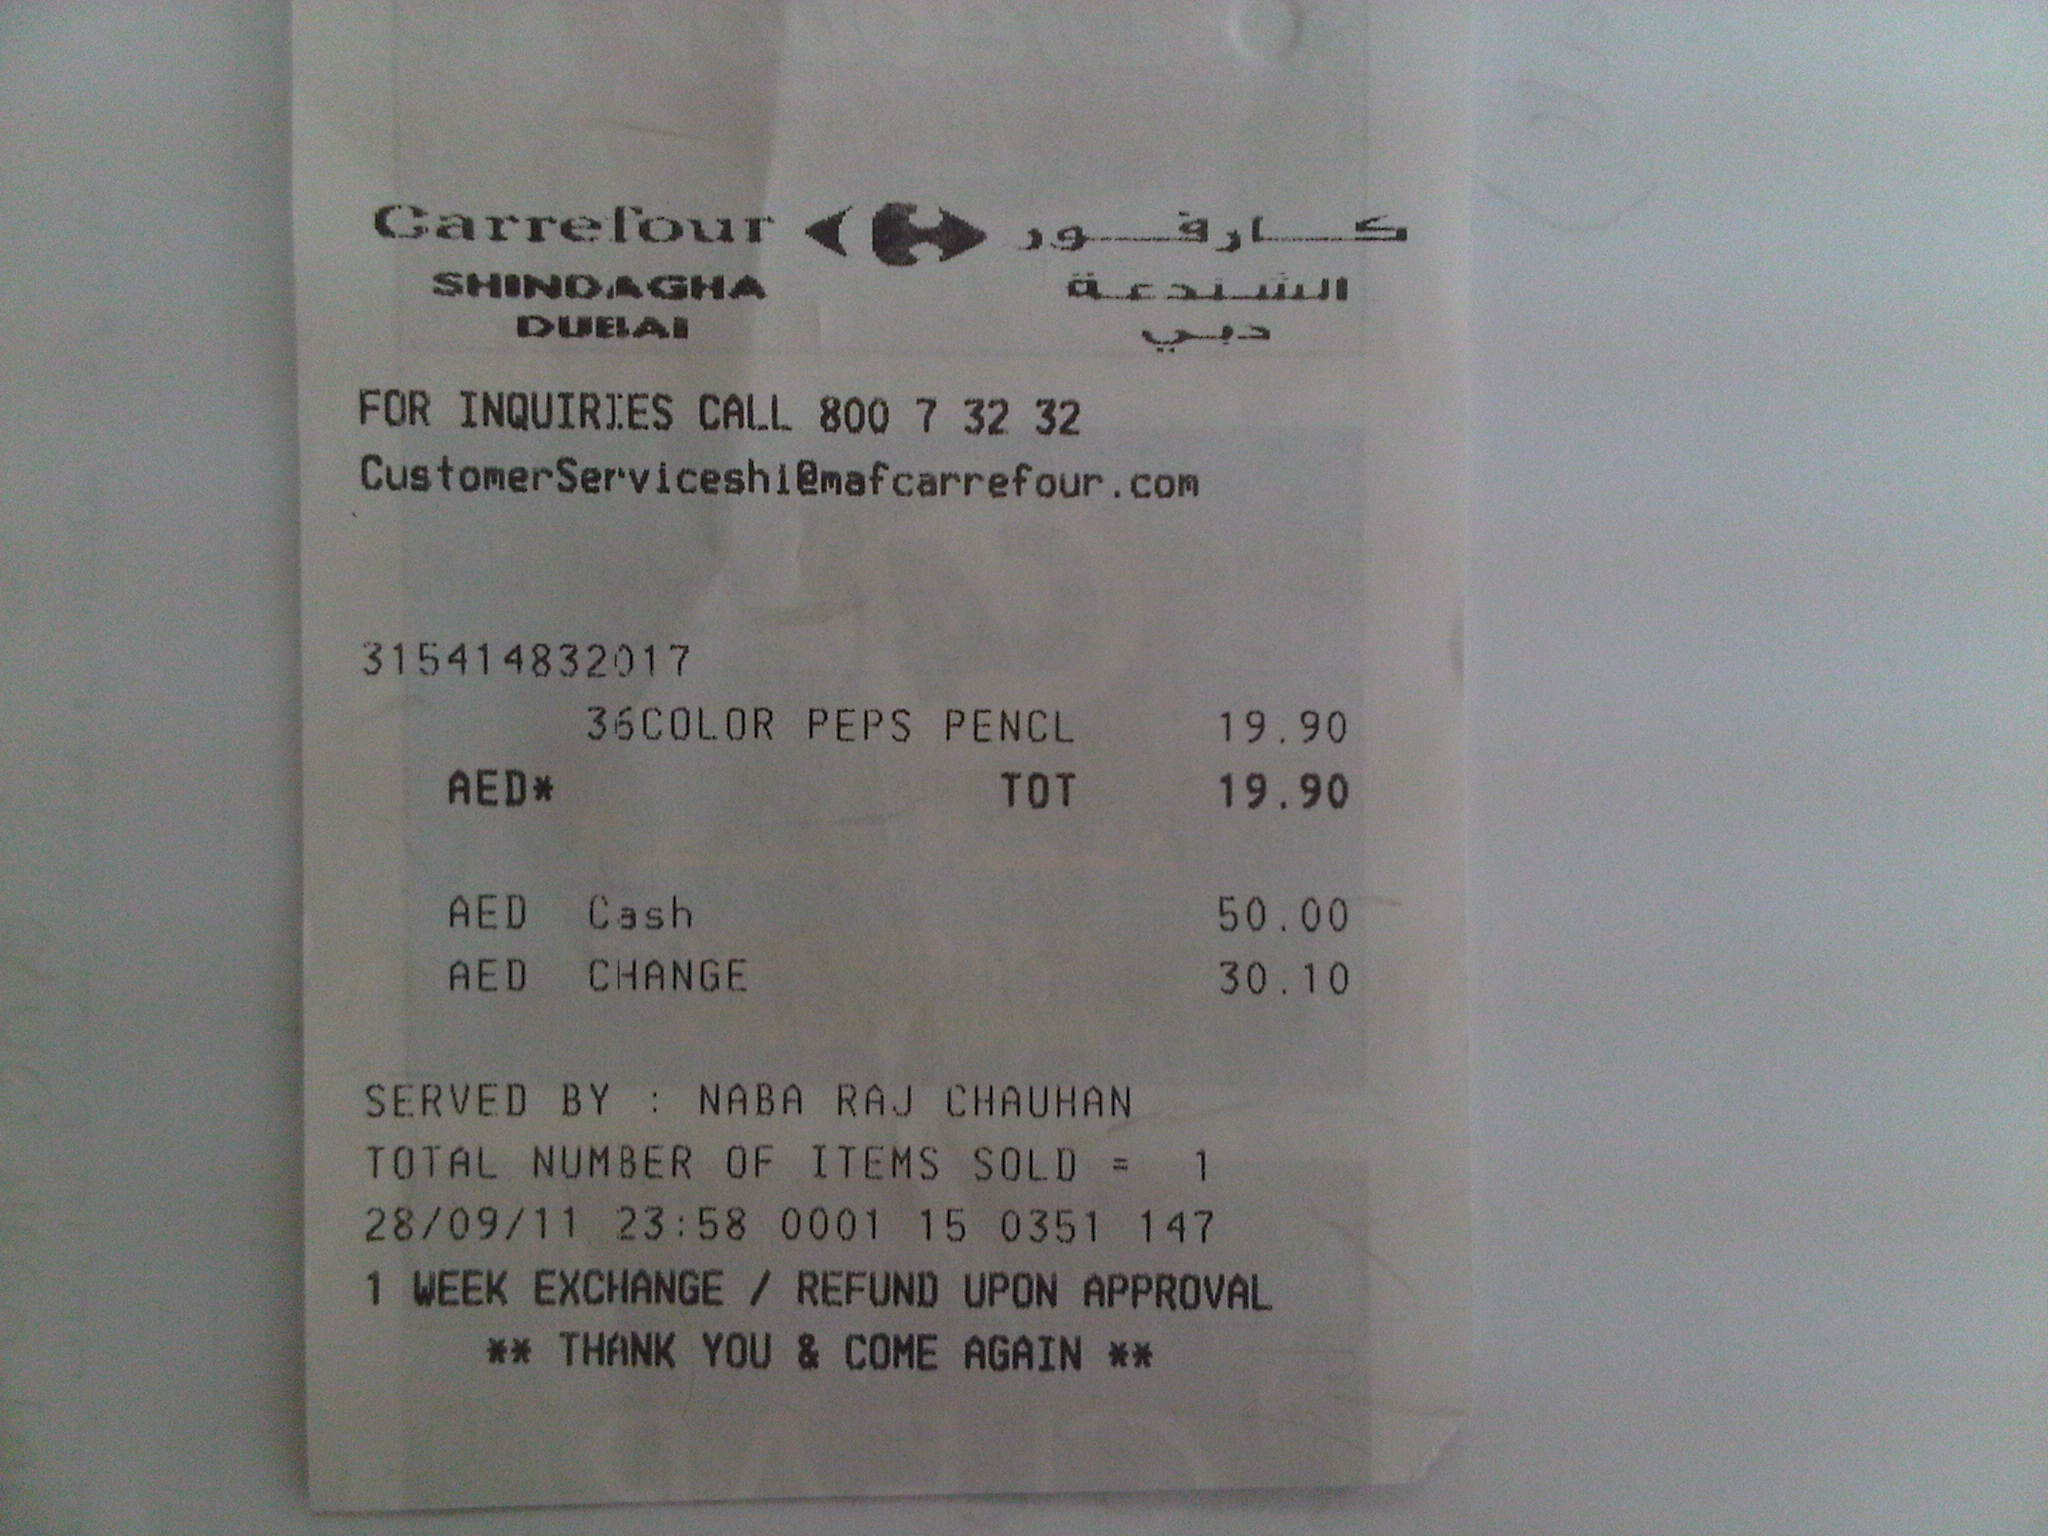 Carrefour كارفور
SHINDAGHA الشندغة
DUBAI دبي
FOR INQUIRIES CALL 800 7 32 32
CustomerServiceshi@mafcarrefour.com
315414832017
36COLOR PEPS PENCL 19.90
AED* TOT 19.90
AED Cash 50.00
AED CHANGE 30.10
SERVED BY : NABA RAJ CHAUHAN
TOTAL NUMBER OF ITEMS SOLD = 1
28/09/11 23:58 0001 15 0351 147
1 WEEK EXCHANGE / REFUND UPON APPROVAL
** THANK YOU & COME AGAIN **